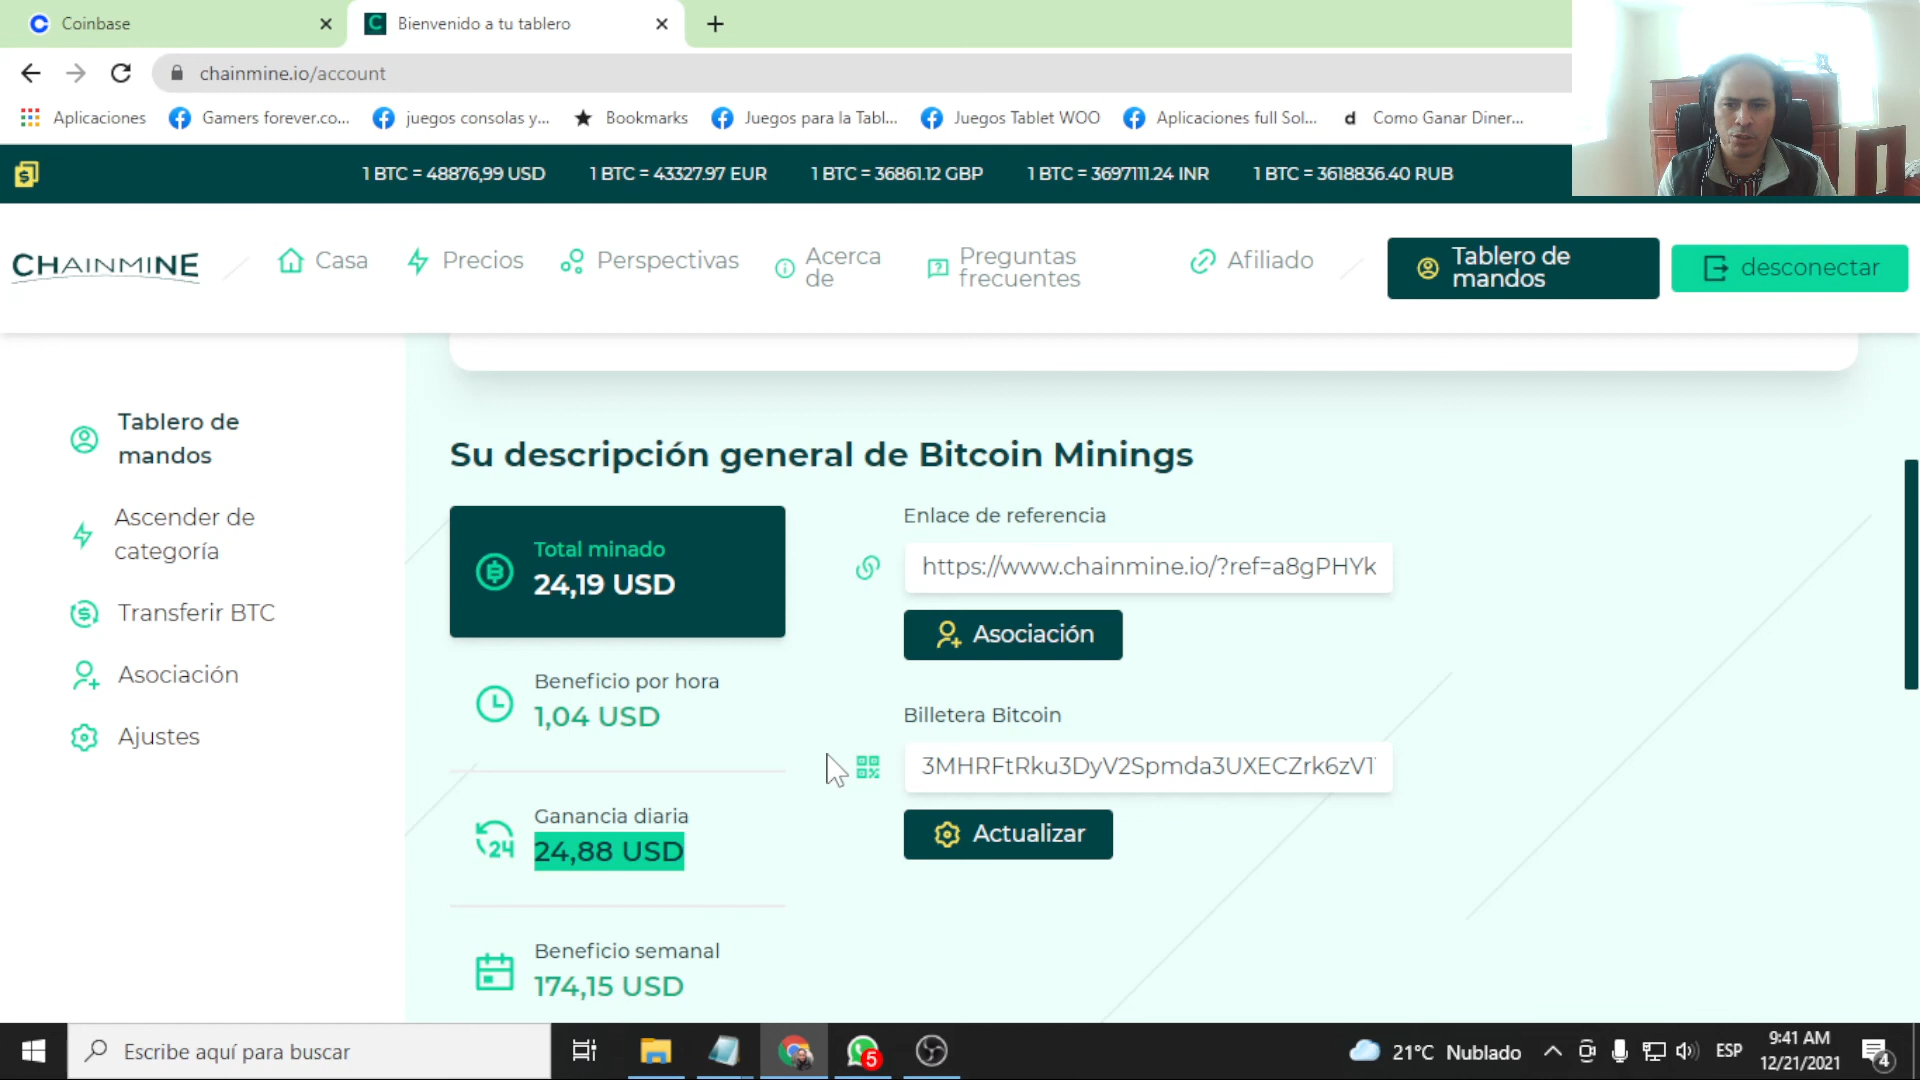 Coinbase
Bienvenido a tu tablero
chainmine.io/account
Aplicaciones
Gamers forever.co...
juegos consolas y...
Bookmarks
Juegos para la Tabl...
Juegos Tablet WOO
Aplicaciones full Sol...
Como Ganar Diner...
1 BTC = 48876,99 USD
1 BTC = 43327.97 EUR
1 BTC = 36861.12 GBP
1 BTC = 3697111.24 INR
1 BTC = 3618836.40 RUB
CHAINMINE
Casa
Precios
Perspectivas
Acerca
de
Preguntas
frecuentes
Afiliado
Tablero de
mandos
desconectar
Tablero de
mandos
Ascender de
categoría
Transferir BTC
Asociación
Ajustes
Su descripción general de Bitcoin Minings
Total minado
24,19 USD
Beneficio por hora
1,04 USD
Ganancia diaria
24
24,88 USD
Beneficio semanal
174,15 USD
Enlace de referencia
https://www.chainmine.io/?ref=a8gPHYk
Asociación
Billetera Bitcoin
3MHRFtRku3DyV2Spmda3UXECZrk6zV1
Actualizar
Escribe aquí para buscar
5
21°C Nublado
ESP
9:41 AM
12/21/2021
4